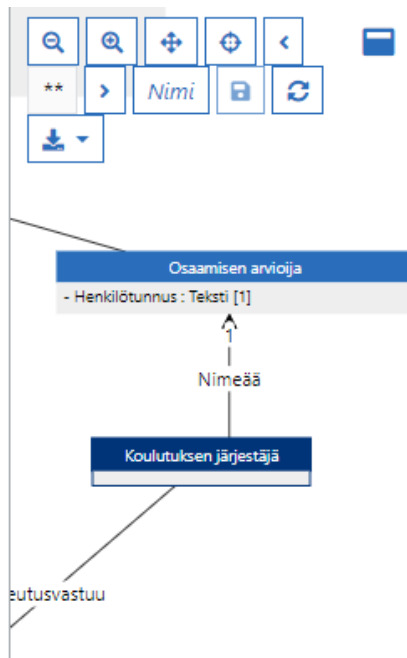 **
Nimi
Osaamisen arvioija
- Henkilötunnus : Teksti [1]
1
Nimeää
Koulutuksen järjestäjä
eutusvastuu